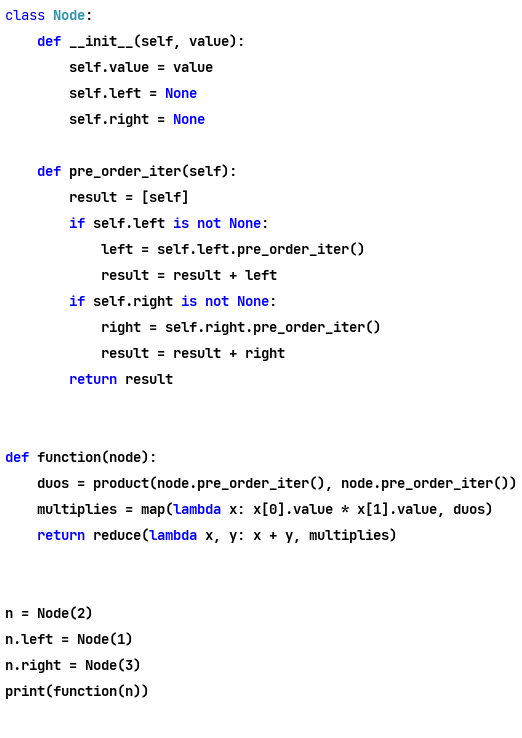 class Node:
    def __init__(self, value):
        self.value = value
        self.left = None
        self.right = None

    def pre_order_iter(self):
        result = [self]
        if self.left is not None:
            left = self.left.pre_order_iter()
            result = result + left
        if self.right is not None:
            right = self.right.pre_order_iter()
            result = result + right
        return result


def function(node):
    duos = product(node.pre_order_iter(), node.pre_order_iter())
    multiplies = map(lambda x: x[0].value * x[1].value, duos)
    return reduce(lambda x, y: x + y, multiplies)


n = Node(2)
n.left = Node(1)
n.right = Node(3)
print(function(n))